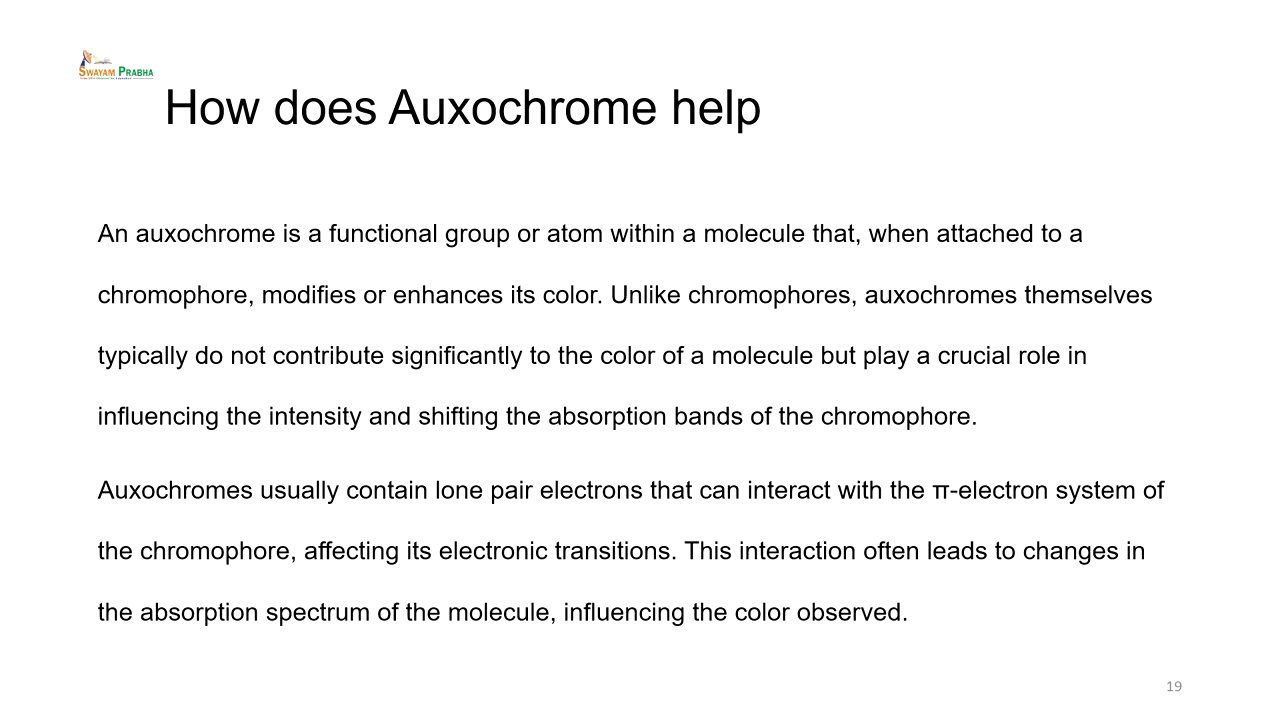 SWAYAM PRABHA
How does Auxochrome help
An auxochrome is a functional group or atom within a molecule that, when attached to a
chromophore, modifies or enhances its color. Unlike chromophores, auxochromes themselves
typically do not contribute significantly to the color of a molecule but play a crucial role in
influencing the intensity and shifting the absorption bands of the chromophore.
Auxochromes usually contain lone pair electrons that can interact with the π-electron system of
the chromophore, affecting its electronic transitions. This interaction often leads to changes in
the absorption spectrum of the molecule, influencing the color observed.
19